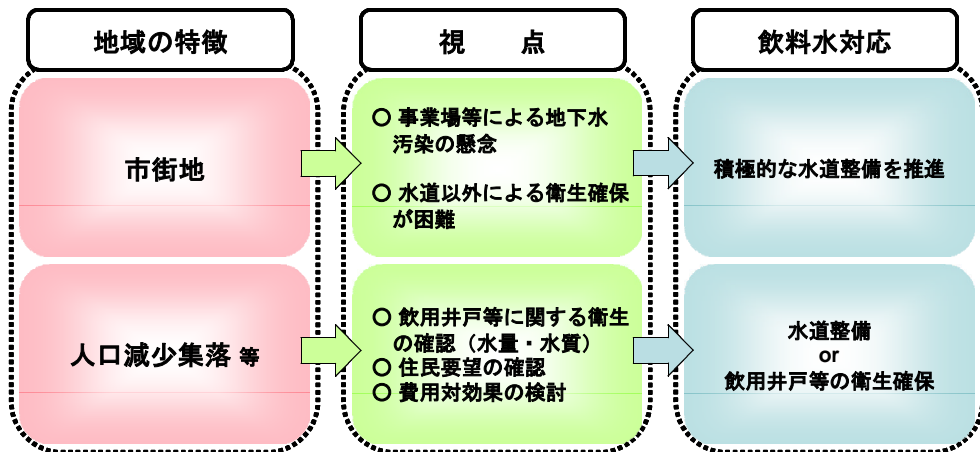 地域の特徴
視　点
飲料水対応
市街地
○ 事業場等による地下水
汚染の懸念
○ 水道以外による衛生確保
が困難
積極的な水道整備を推進
人口減少集落 等
○ 飲用井戸等に関する衛生
の確認（水量・水質）
○ 住民要望の確認
○ 費用対効果の検討
水道整備
or
飲用井戸等の衛生確保